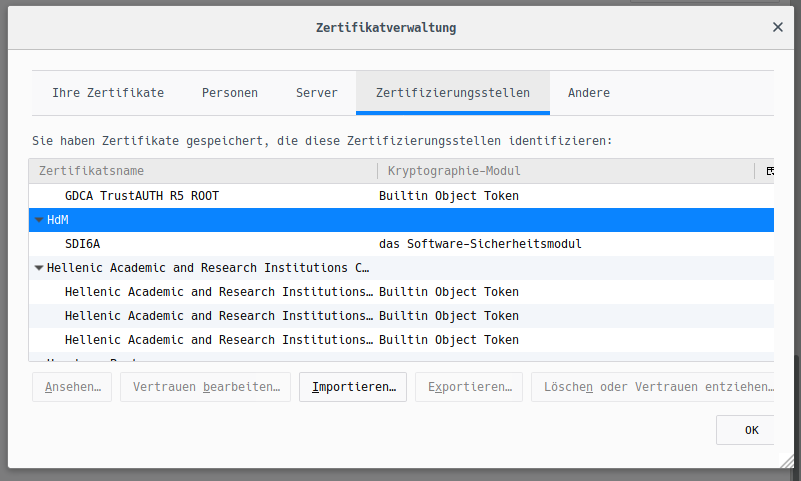 Zertifikatverwaltung
Ihre Zertifikate Personen Server Zertifizierungsstellen Andere
Sie haben Zertifikate gespeichert, die diese Zertifizierungsstellen identifizieren:
Zertifikatsname Kryptographie-Modul
GDCA TrustAUTH R5 ROOT Builtin Object Token
HdM
SDI6A das Software-Sicherheitsmodul
Hellenic Academic and Research Institutions C…
Hellenic Academic and Research Institutions… Builtin Object Token
Hellenic Academic and Research Institutions… Builtin Object Token
Hellenic Academic and Research Institutions… Builtin Object Token
Ansehen… Vertrauen bearbeiten… Importieren… Exportieren… Löschen oder Vertrauen entziehen…
OK